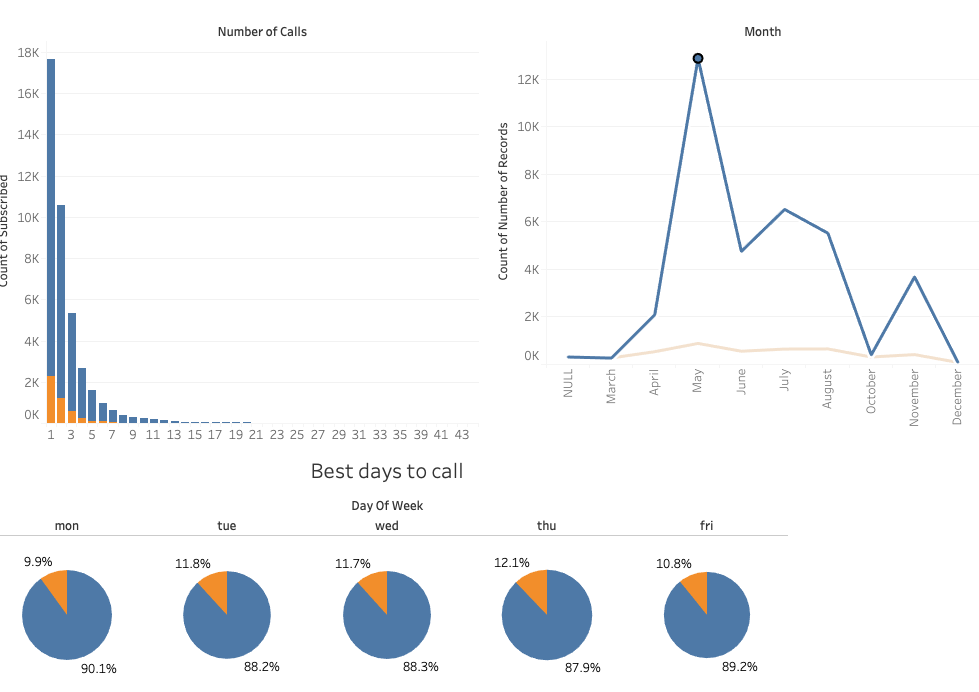 Number of Calls
18K
16K
14K
12K
10K
8K
6K
4K
2K
0K
Count of Subscribed
1 3 5 7 9 11 13 15 17 19 21 23 25 27 29 31 33 35 39 41 43
Month
12K
10K
8K
6K
4K
2K
0K
Count of Number of Records
NULL
March
April
May
June
July
August
October
November
December
Best days to call
Day Of Week
mon tue wed thu fri
9.9% 11.8% 11.7% 12.1% 10.8%
90.1% 88.2% 88.3% 87.9% 89.2%